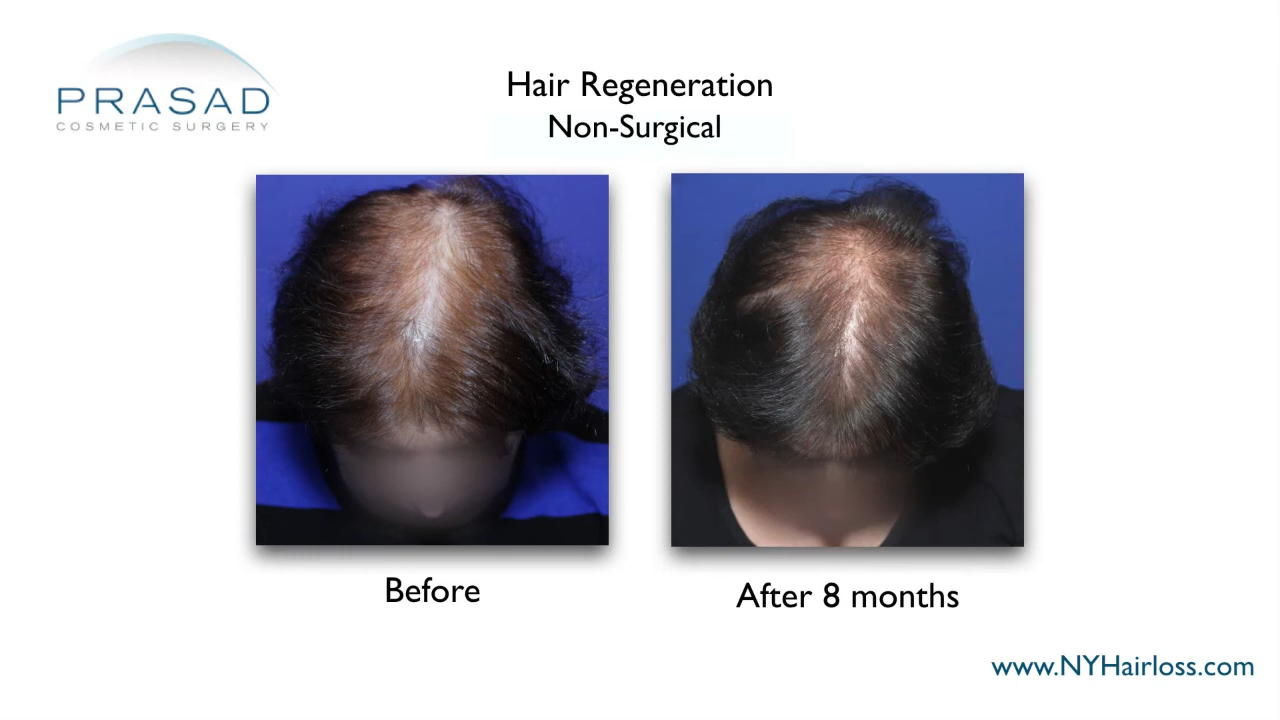 PRASAD
COSMETIC SURGERY
Hair Regeneration
Non-Surgical
Before
After 8 months
www.NYHairloss.com